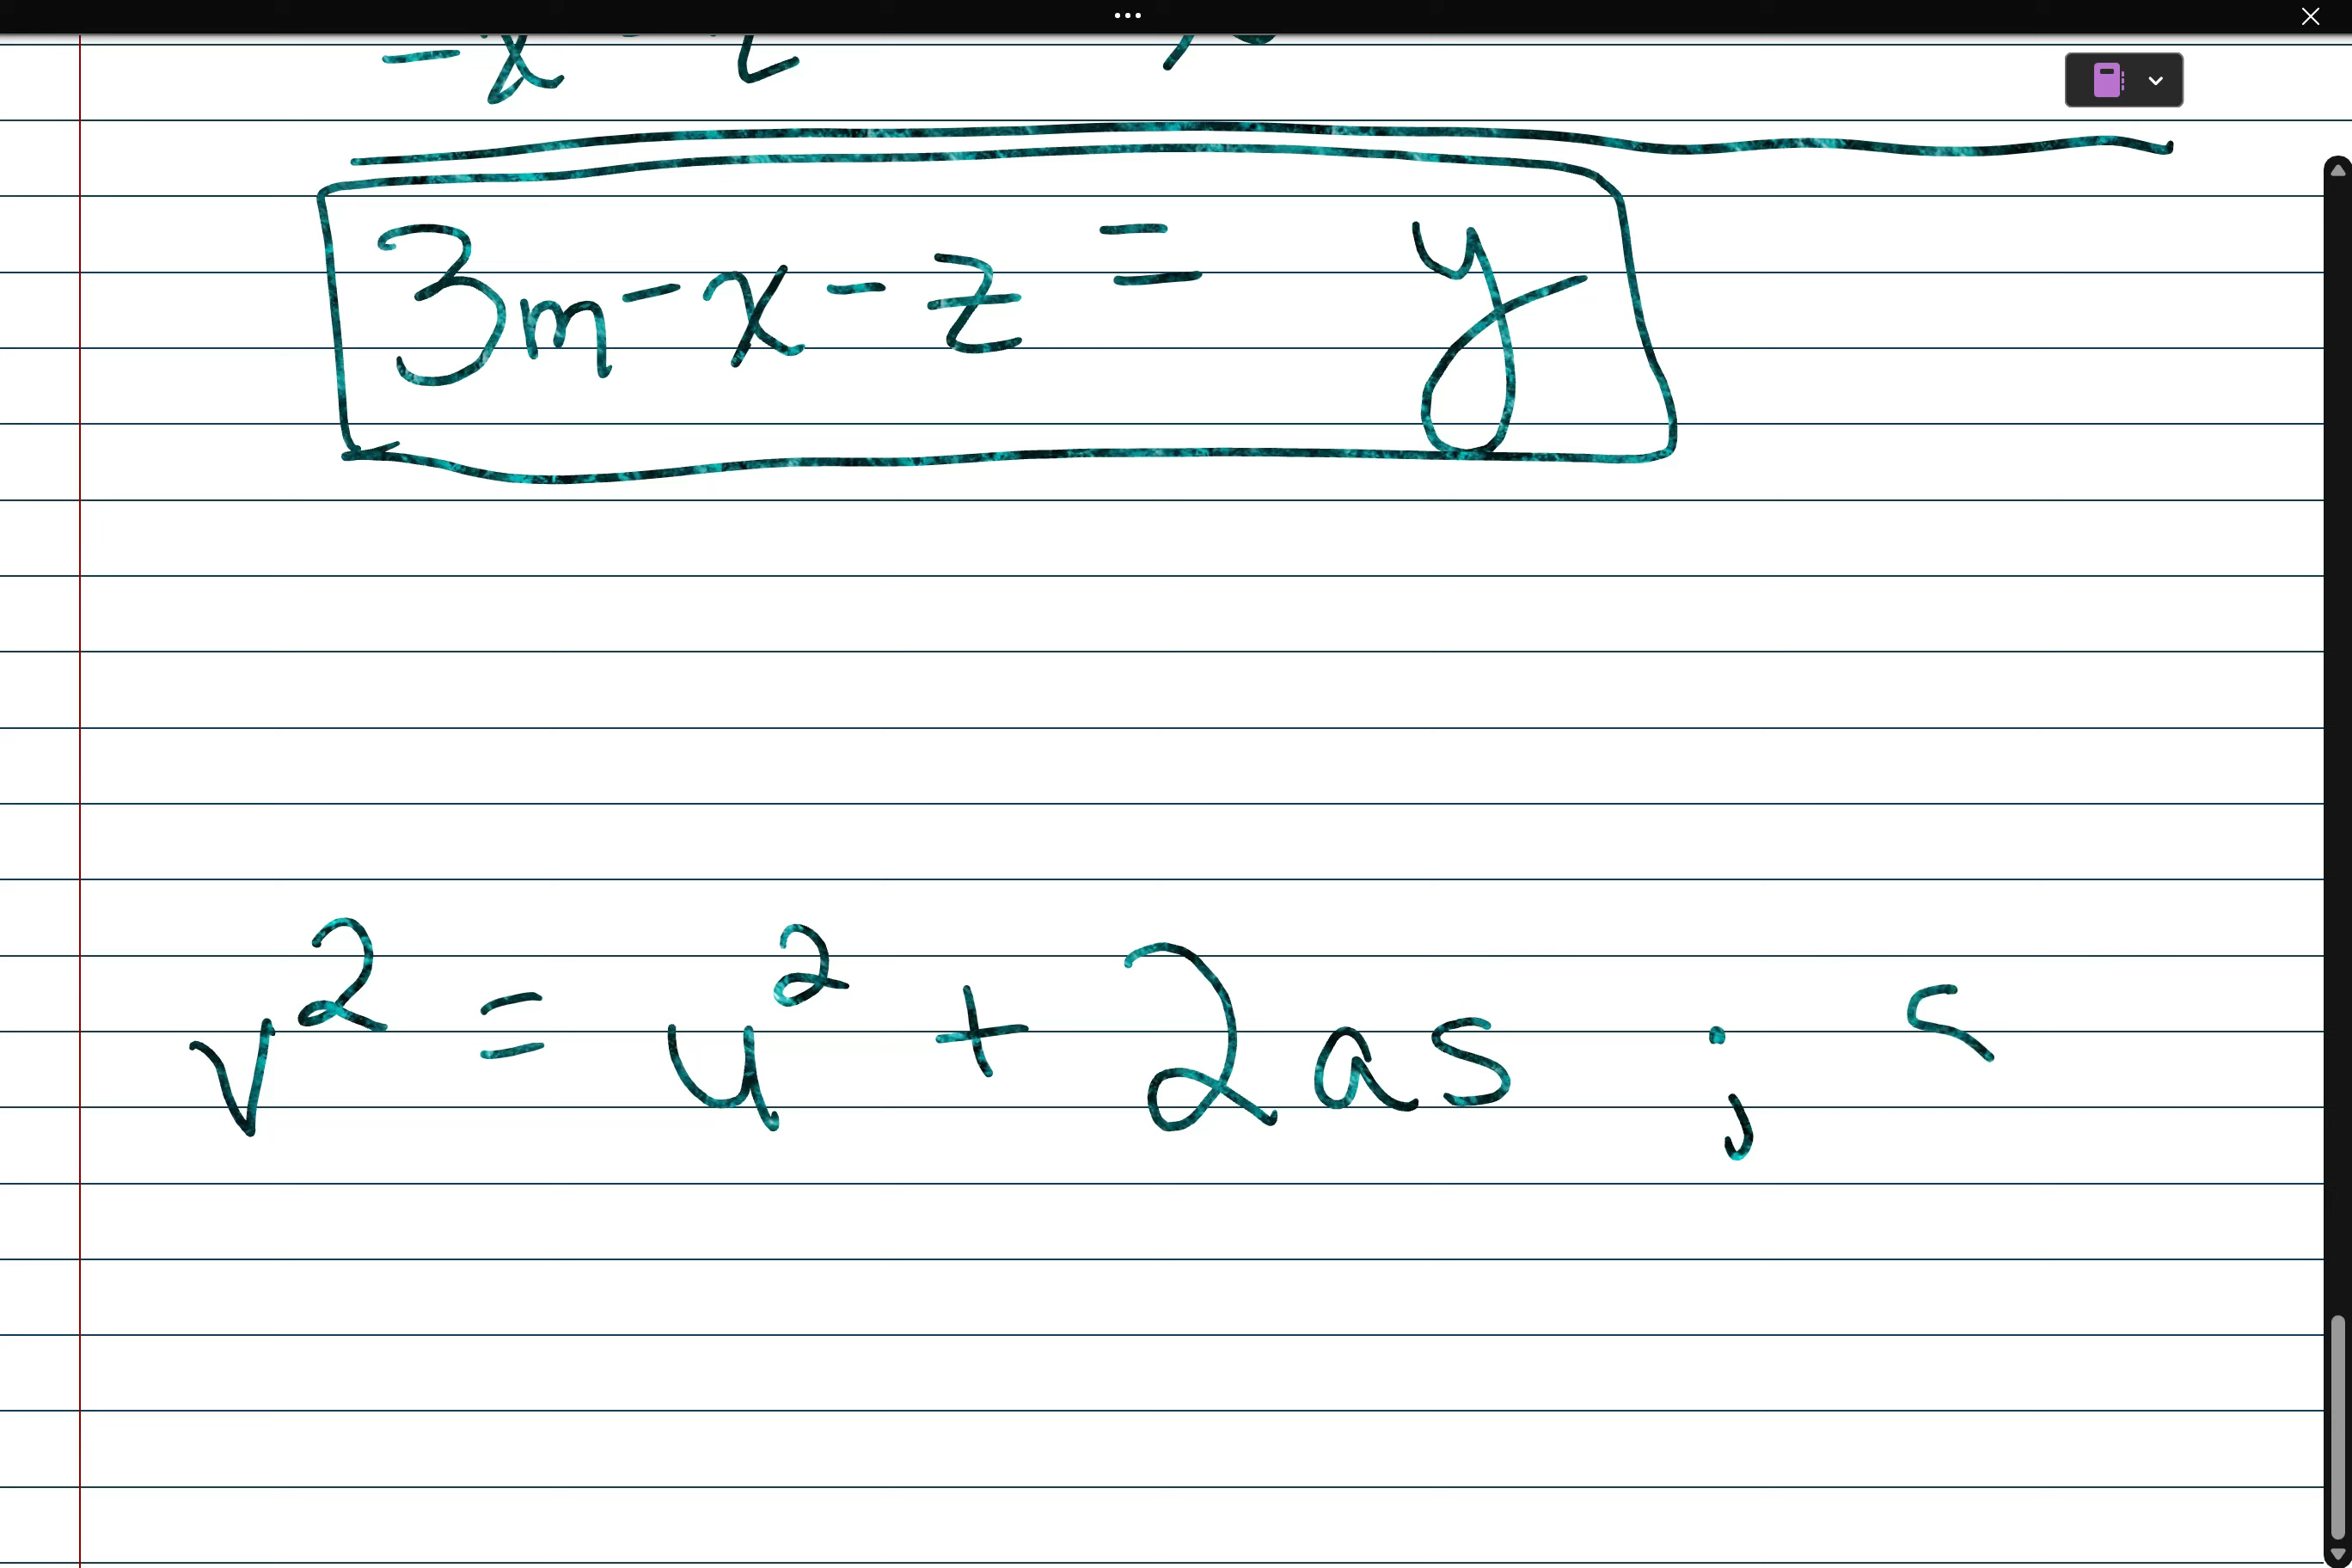 3m - x - z = y
v² = u² + 2as ;